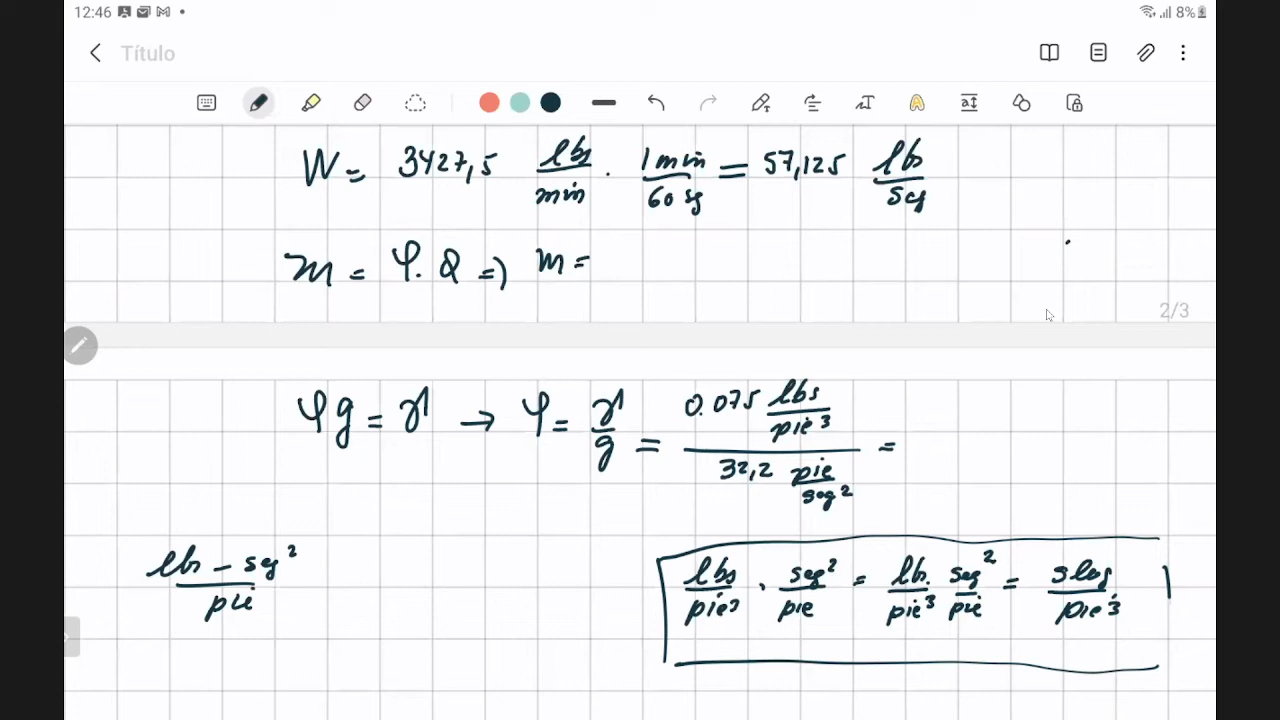 12:46 8%
Título
W = 3427,5 lbs/min · 1 min/60 sg = 57,125 lbs/seg
m = φ. Q => m =
2/3
φg = γ → φ = γ/g = 0.075 lbs/pie³ / 32,2 pie/seg² =
lbs - seg²/pie
lbs/pie³ · seg²/pie = lb. seg²/pie³ pie = slug/pie³